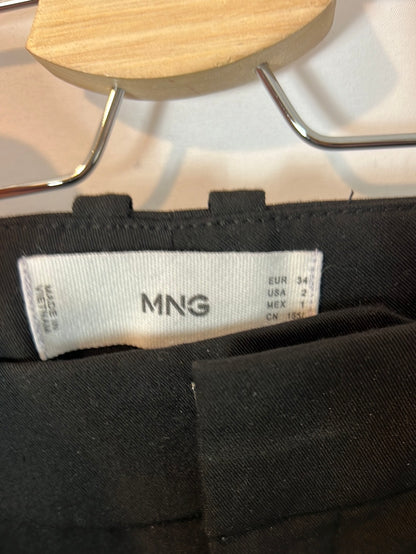 MADE IN
VIETNAM
MNG
EUR 34
USA 2
MEX 1
CN